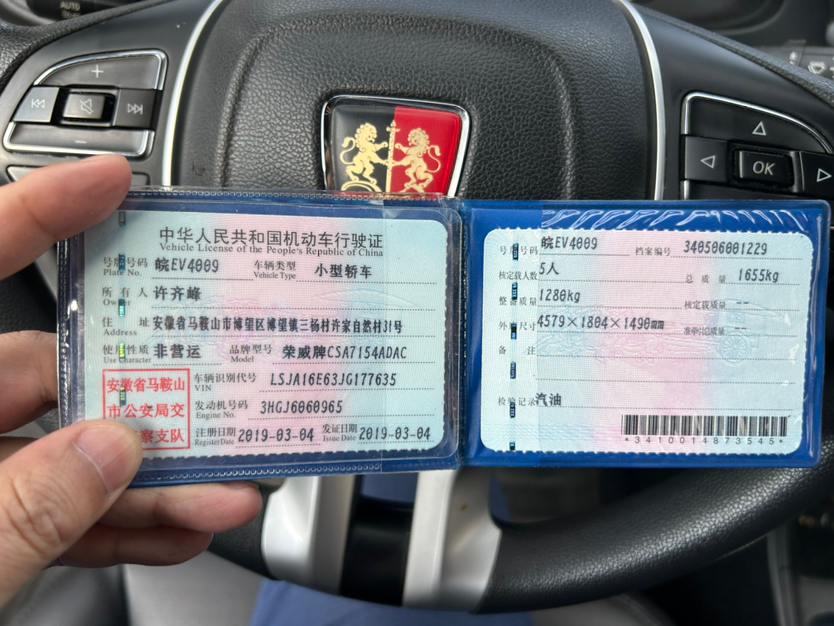 AUTO
OK
中华人民共和国机动车行驶证
Vehicle License of the People's Republic of China
号牌号码 皖EV4009 车辆类型 小型轿车
Plate No. Vehicle Type
所有人 许齐峰
Owner
住址 安徽省马鞍山市博望区博望镇三杨村许家自然村31号
Address
使用性质 非营运 品牌型号 荣威牌CSA7154ADAC
Use Character Model
安徽省马鞍山
市公安局交
察支队
车辆识别代号 LSJA16E63JG177635
VIN
发动机号码 3HGJ6060965
Engine No.
注册日期 2019-03-04 发证日期 2019-03-04
Register Date Issue Date
号牌号码 皖EV4009 档案编号 340506001229
核定载人数 5人 总质量 1655kg
整备质量 1280kg 核定载质量 --
外廓尺寸 4579×1804×1490mm 准牵引总质量 --
备注
检验记录 汽油
*3410014873545*